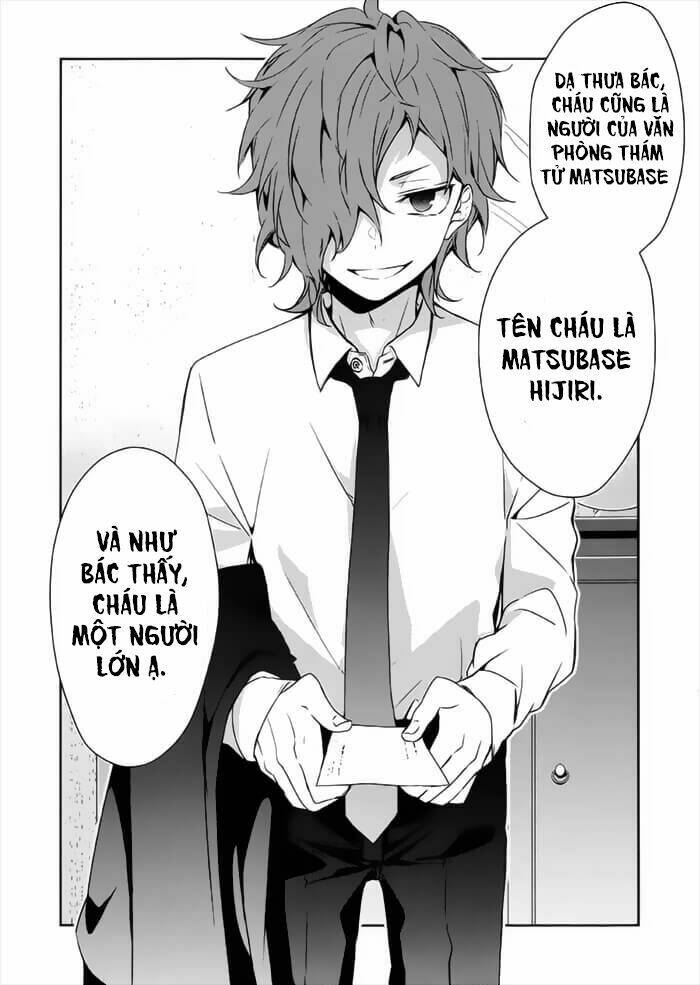 DẠ THƯA BÁC,
CHÁU CŨNG LÀ
NGƯỜI CỦA VĂN
PHÒNG THÁM
TỬ MATSUBASE
TÊN CHÁU LÀ
MATSUBASE
HIJIRI.
VÀ NHƯ
BÁC THẤY,
CHÁU LÀ
MỘT NGƯỜI
LỚN Ạ.